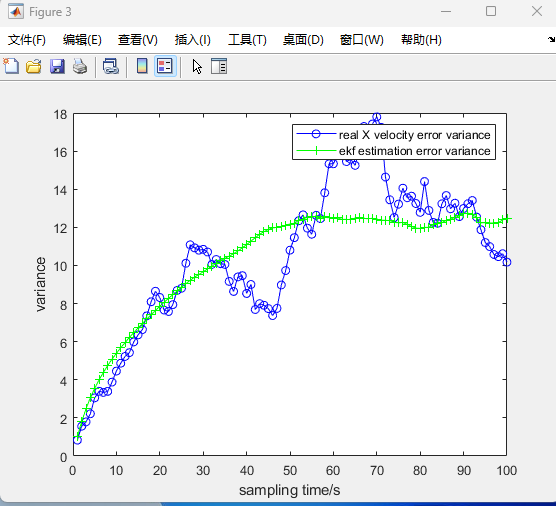 Figure 3
文件(F) 编辑(E) 查看(V) 插入(I) 工具(T) 桌面(D) 窗口(W) 帮助(H)
18
16
14
12
10
8
6
4
2
0
variance
real X velocity error variance
ekf estimation error variance
0 10 20 30 40 50 60 70 80 90 100
sampling time/s